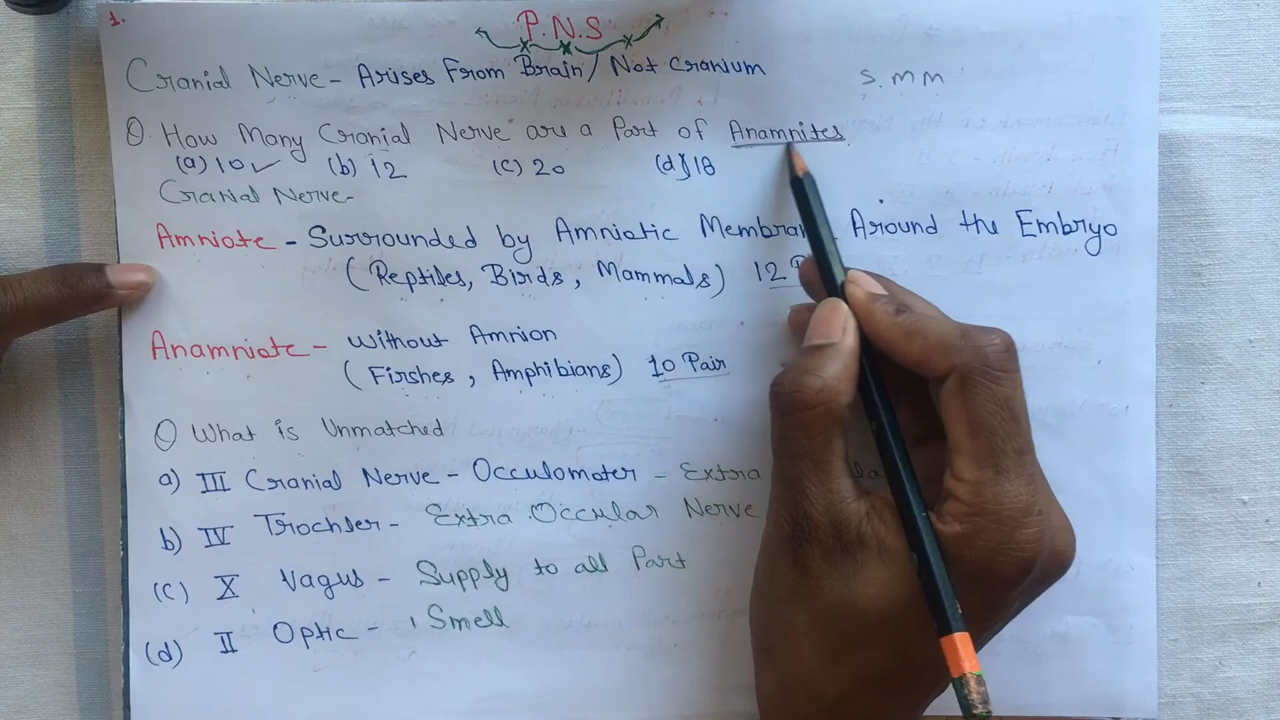 1.
P.N.S
Cranial Nerve - Arises From Brain / Not Cranium
S.MM
Q. How Many Cranial Nerve are a Part of Anamnites
(a) 10 ✓ (b) 12 (c) 20 (d) 18
Cranial Nerve-
Amniote - Surrounded by Amniatic Around the Embryo
(Reptiles, Birds, Mammals) 12
Anamniote - without Amnion
(Firshes, Amphibians) 10 Pair
Q What is Unmatched
a) III Cranial Nerve - Occulomoter - Extra
b) IV Trochler - Extra Occular Nerve
(c) X Vagus - Supply to all Part
(d) II Optic - Smell